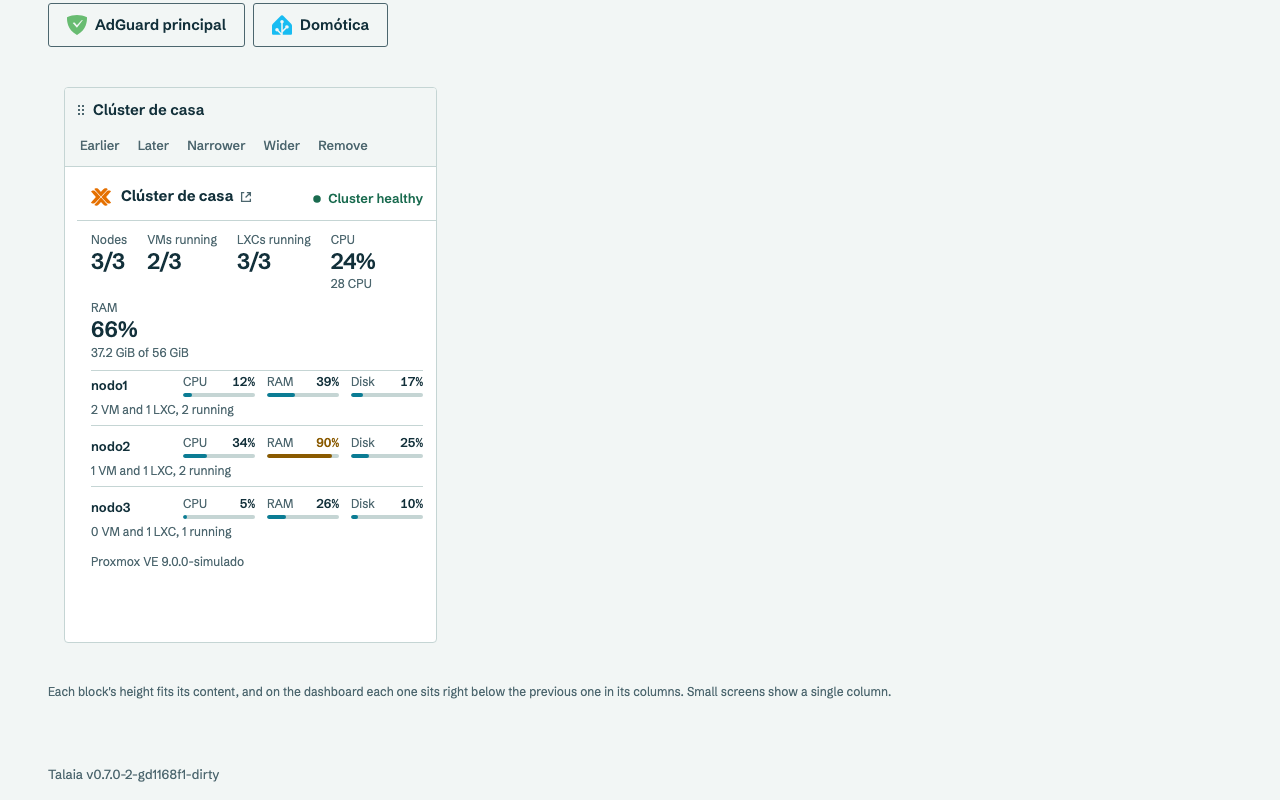 AdGuard principal Domótica
Clúster de casa
Earlier Later Narrower Wider Remove
Clúster de casa Cluster healthy
Nodes VMs running LXCs running CPU
3/3 2/3 3/3 24%
28 CPU
RAM
66%
37.2 GiB of 56 GiB
nodo1 CPU 12% RAM 39% Disk 17%
2 VM and 1 LXC, 2 running
nodo2 CPU 34% RAM 90% Disk 25%
1 VM and 1 LXC, 2 running
nodo3 CPU 5% RAM 26% Disk 10%
0 VM and 1 LXC, 1 running
Proxmox VE 9.0.0-simulado
Each block's height fits its content, and on the dashboard each one sits right below the previous one in its columns. Small screens show a single column.
Talaia v0.7.0-2-gd1168f1-dirty